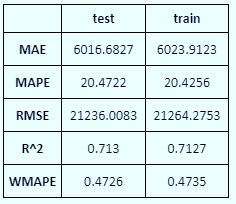 test train
MAE 6016.6827 6023.9123
MAPE 20.4722 20.4256
RMSE 21236.0083 21264.2753
R^2 0.713 0.7127
WMAPE 0.4726 0.4735